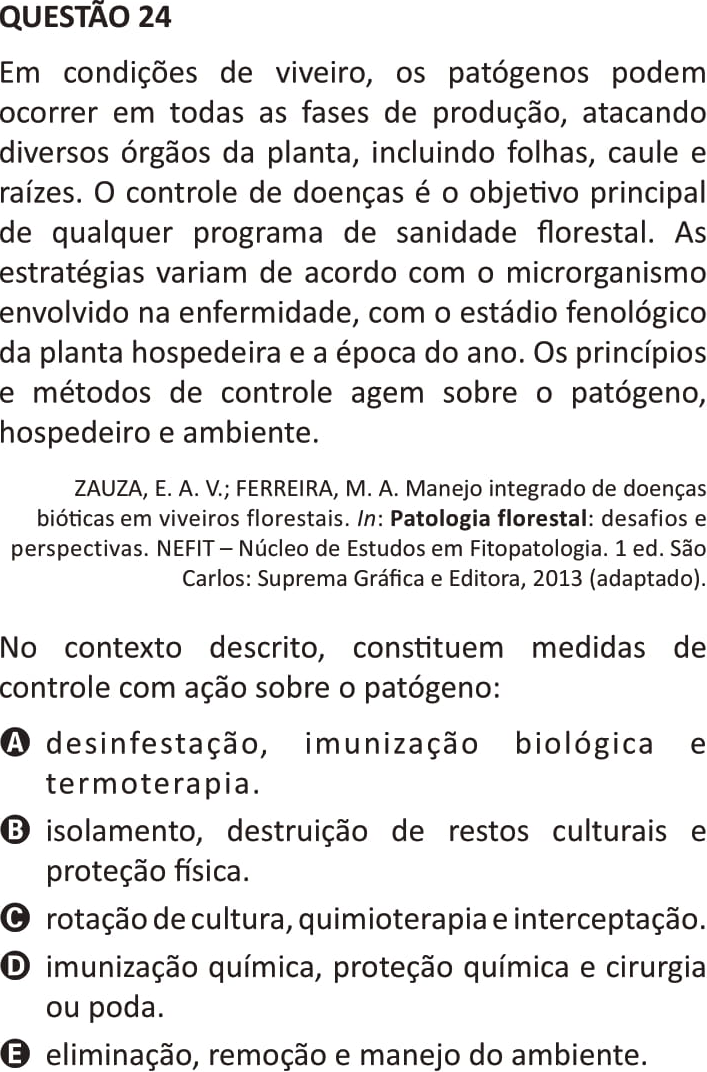 QUESTÃO 24
Em condições de viveiro, os patógenos podem
ocorrer em todas as fases de produção, atacando
diversos órgãos da planta, incluindo folhas, caule e
raízes. O controle de doenças é o objetivo principal
de qualquer programa de sanidade florestal. As
estratégias variam de acordo com o microrganismo
envolvido na enfermidade, com o estádio fenológico
da planta hospedeira e a época do ano. Os princípios
e métodos de controle agem sobre o patógeno,
hospedeiro e ambiente.
ZAUZA, E. A. V.; FERREIRA, M. A. Manejo integrado de doenças
bióticas em viveiros florestais. In: Patologia florestal: desafios e
perspectivas. NEFIT – Núcleo de Estudos em Fitopatologia. 1 ed. São
Carlos: Suprema Gráfica e Editora, 2013 (adaptado).
No contexto descrito, constituem medidas de
controle com ação sobre o patógeno:
A desinfestação, imunização biológica e
termoterapia.
B isolamento, destruição de restos culturais e
proteção física.
C rotação de cultura, quimioterapia e interceptação.
D imunização química, proteção química e cirurgia
ou poda.
E eliminação, remoção e manejo do ambiente.